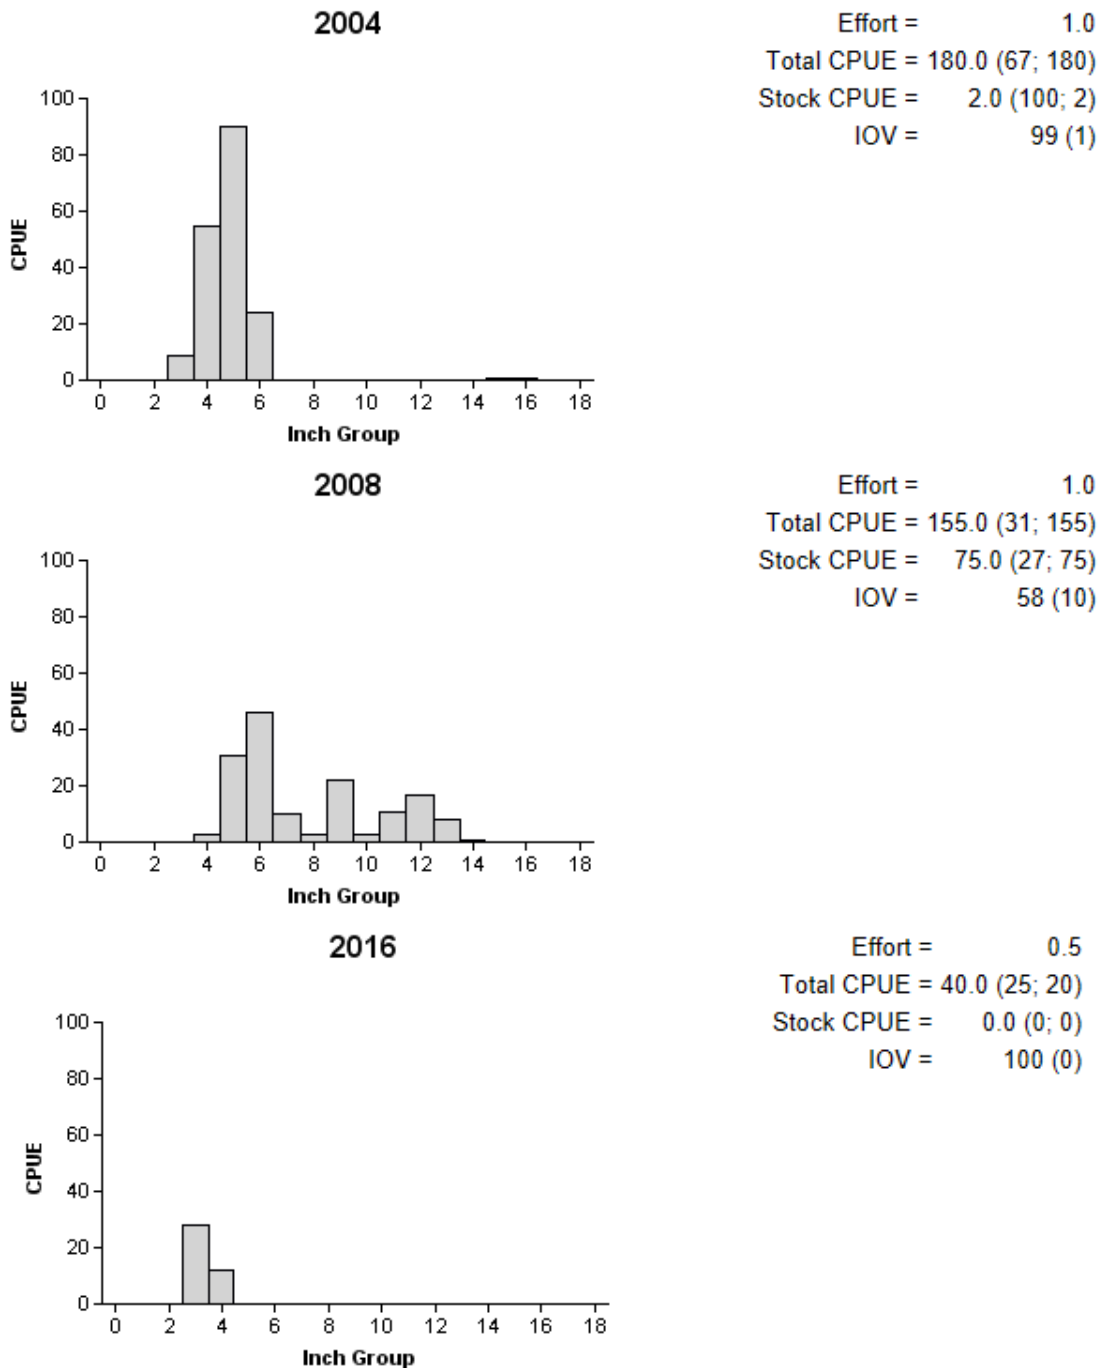 2004
Effort = 1.0
Total CPUE = 180.0 (67; 180)
Stock CPUE = 2.0 (100; 2)
IOV = 99 (1)
100
80
60
40
20
0
CPUE
0 2 4 6 8 10 12 14 16 18
Inch Group
2008
Effort = 1.0
Total CPUE = 155.0 (31; 155)
Stock CPUE = 75.0 (27; 75)
IOV = 58 (10)
100
80
60
40
20
0
CPUE
0 2 4 6 8 10 12 14 16 18
Inch Group
2016
Effort = 0.5
Total CPUE = 40.0 (25; 20)
Stock CPUE = 0.0 (0; 0)
IOV = 100 (0)
100
80
60
40
20
0
CPUE
0 2 4 6 8 10 12 14 16 18
Inch Group